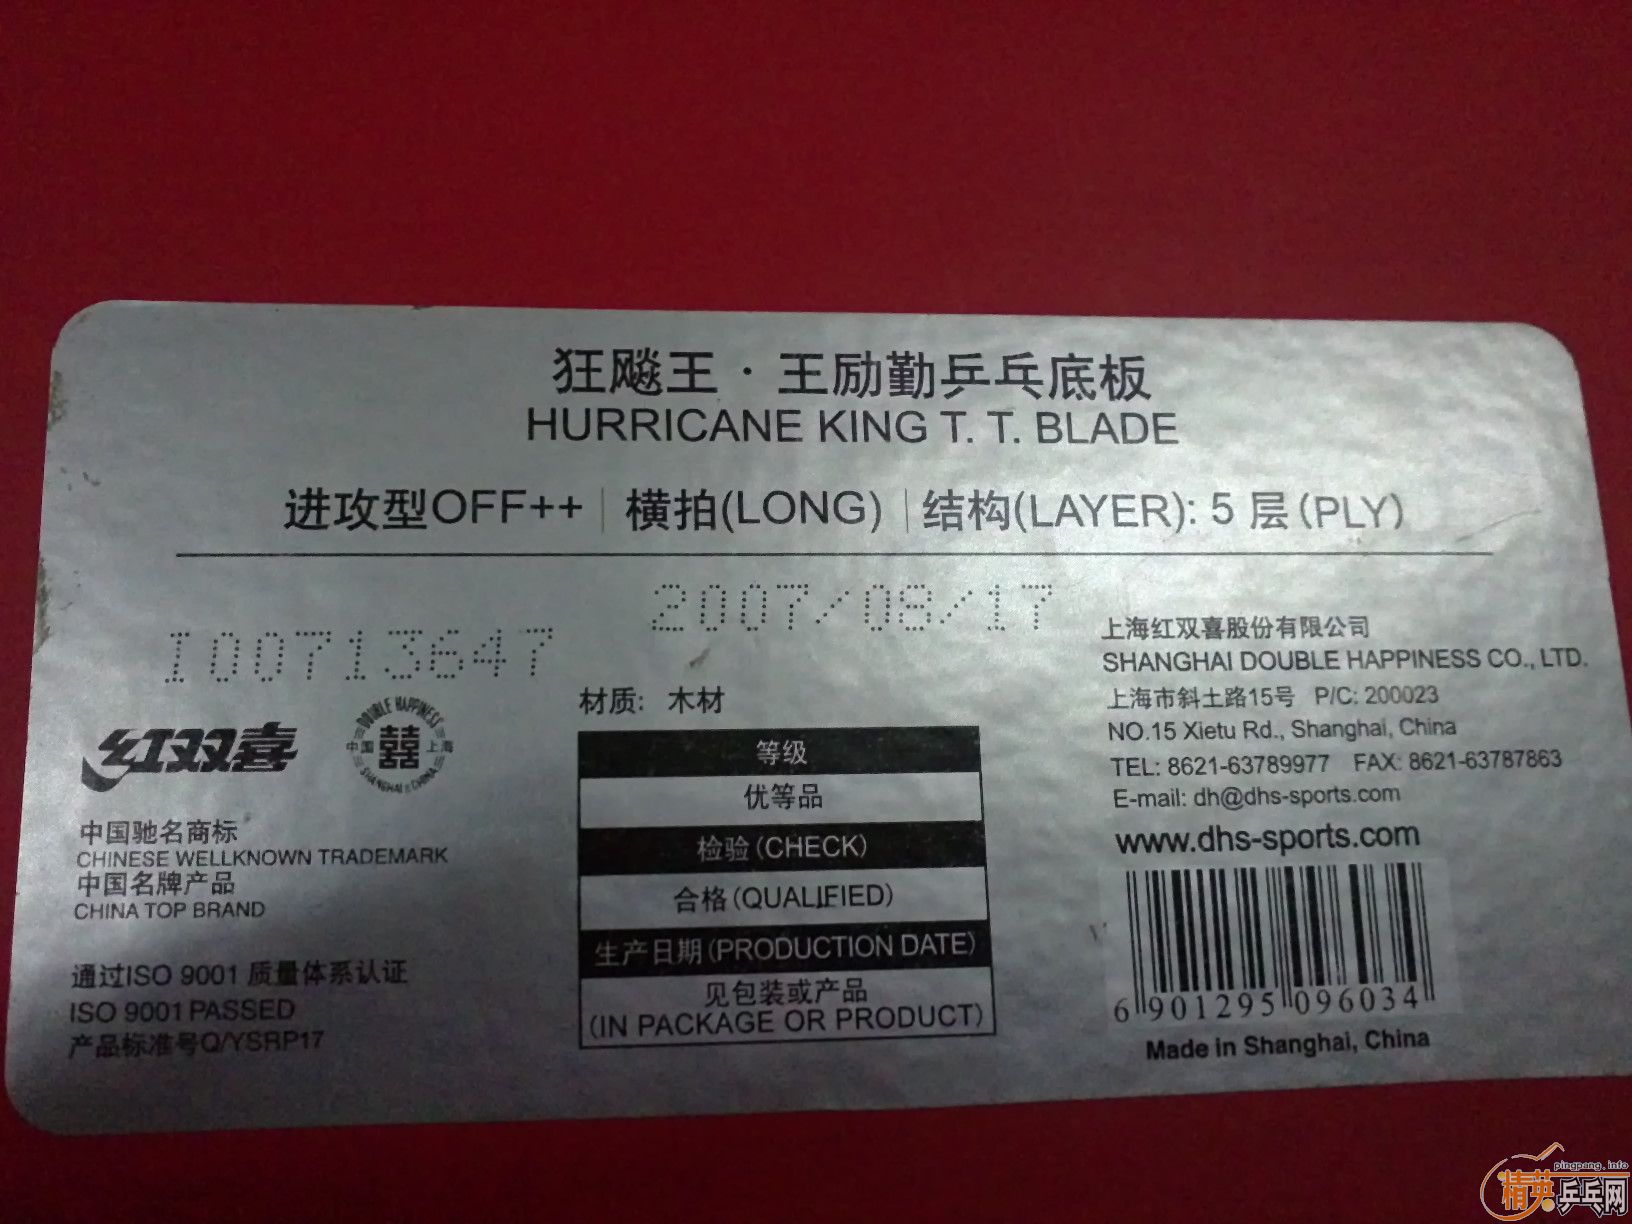 狂飚王·王励勤乒乓底板
HURRICANE KING T. T. BLADE
进攻型OFF++ | 横拍(LONG) | 结构(LAYER): 5 层(PLY)
I00713647
2007/08/17
红双喜
DOUBLE HAPPINESS
中国 囍 上海
SHANGHAI CHINA
中国驰名商标
CHINESE WELLKNOWN TRADEMARK
中国名牌产品
CHINA TOP BRAND
通过ISO 9001 质量体系认证
ISO 9001 PASSED
产品标准号Q/YSRP17
材质: 木材
等级
优等品
检验(CHECK)
合格(QUALIFIED)
生产日期(PRODUCTION DATE)
见包装或产品
(IN PACKAGE OR PRODUCT)
上海红双喜股份有限公司
SHANGHAI DOUBLE HAPPINESS CO., LTD.
上海市斜土路15号 P/C: 200023
NO.15 Xietu Rd., Shanghai, China
TEL: 8621-63789977 FAX: 8621-63787863
E-mail: dh@dhs-sports.com
www.dhs-sports.com
6 901295 096034
Made in Shanghai, China
pingpang.info
精英乒乓网